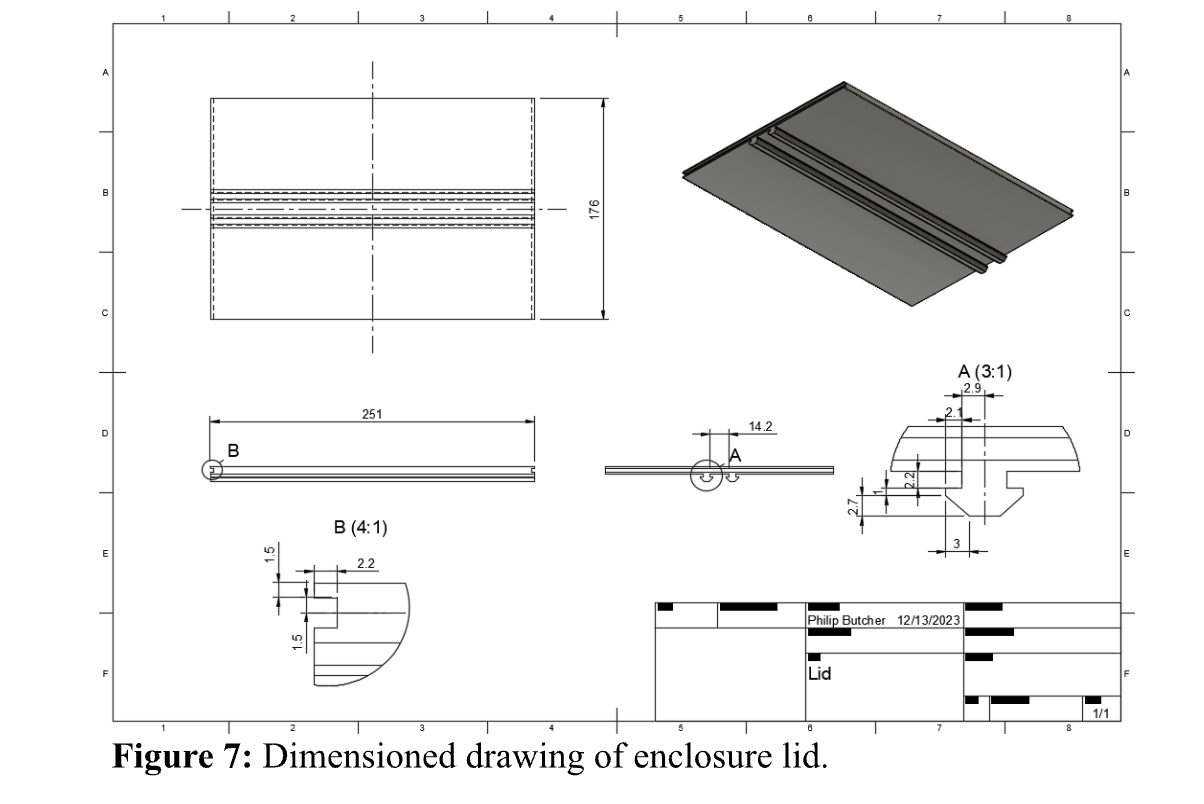 1 2 3 4 5 6 7 8
A A
B B
176
C C
A (3:1)
2.9
2.1
251
14.2
D D
B
A
2.2
1
2.7
B (4:1)
3
E E
1.5
2.2
Philip Butcher 12/13/2023
1.5
Lid
F F
1/1
1 2 3 4 5 6 7 8
Figure 7: Dimensioned drawing of enclosure lid.